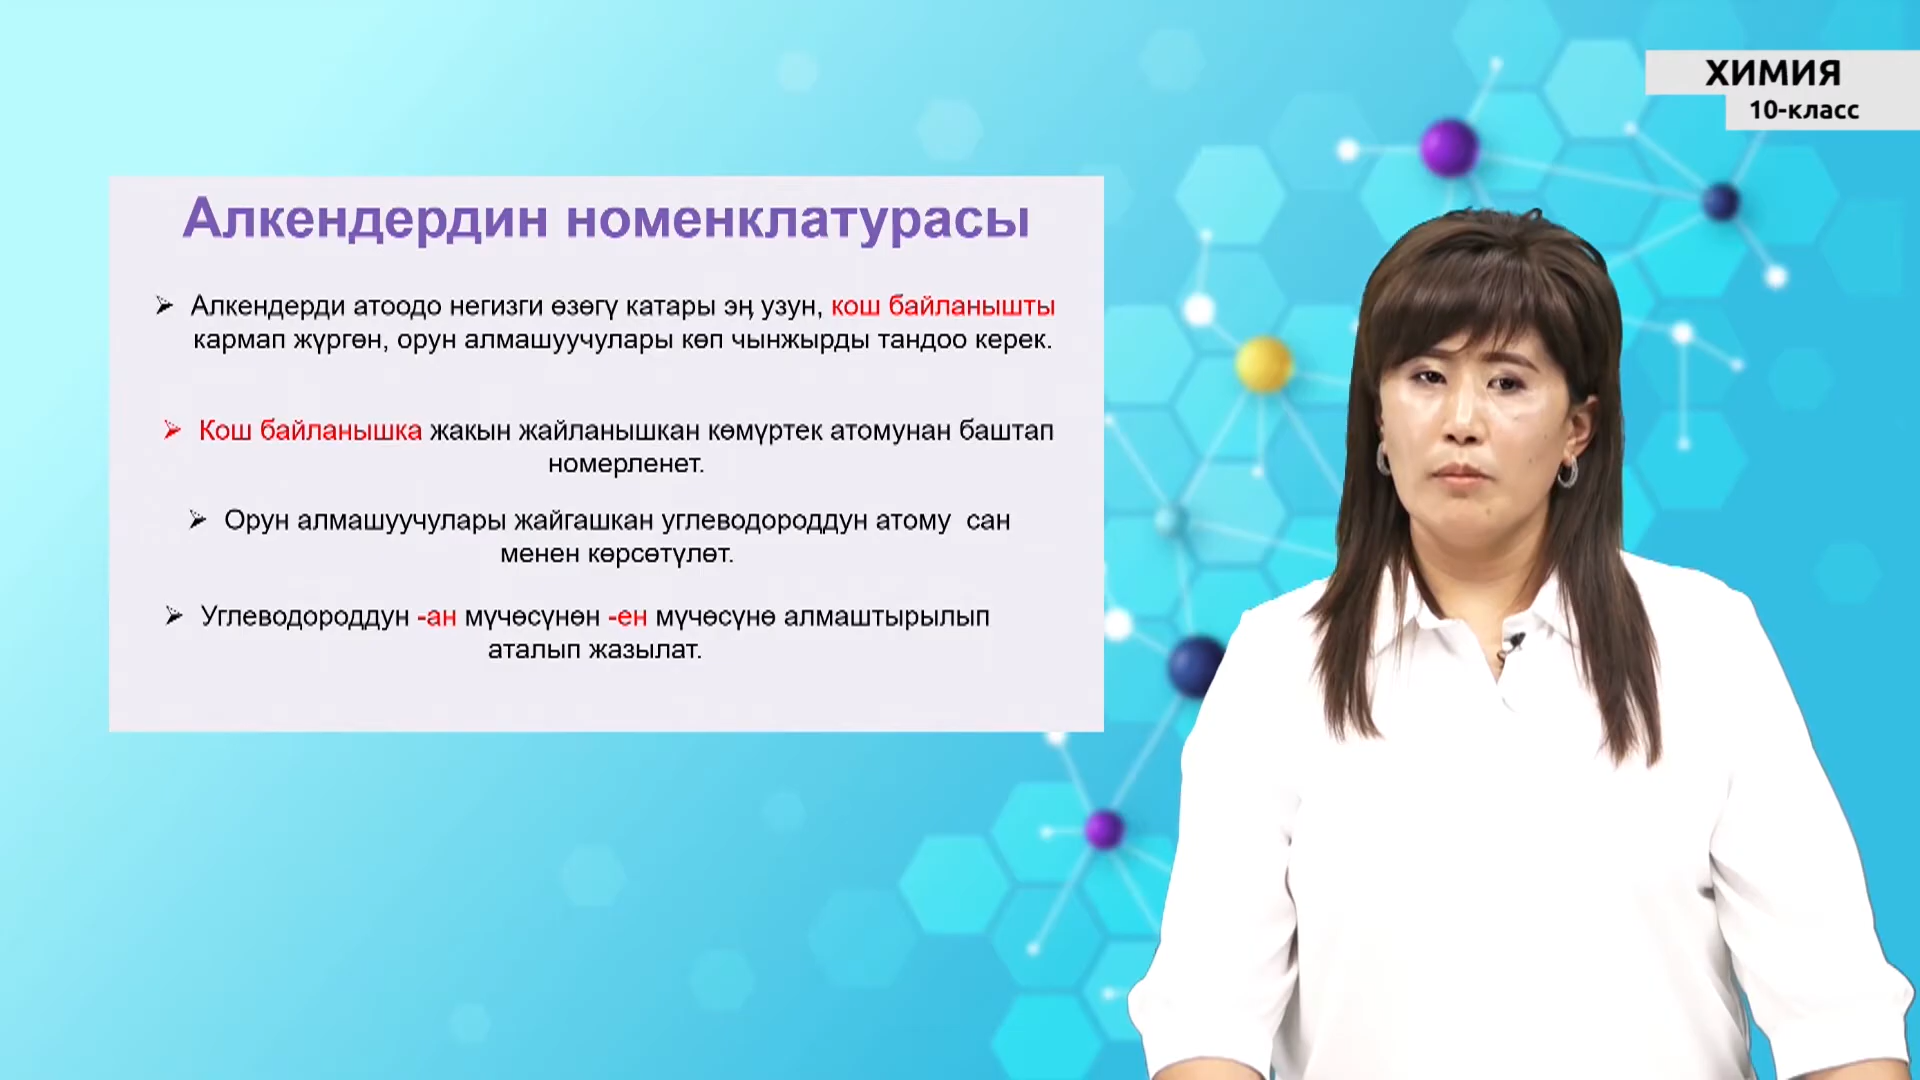 ХИМИЯ
10-класс
Алкендердин номенклатурасы
➢ Алкендерди атоодо негизги өзөгү катары эң узун, кош байланышты
кармап жүргөн, орун алмашуучулары көп чынжырды тандоо керек.
➢ Кош байланышка жакын жайланышкан көмүртек атомунан баштап
номерленет.
➢ Орун алмашуучулары жайгашкан углеводороддун атому сан
менен көрсөтүлөт.
➢ Углеводороддун -ан мүчөсүнөн -ен мүчөсүнө алмаштырылып
аталып жазылат.